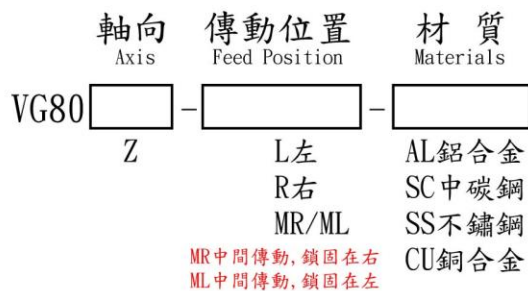 軸向 傳動位置 材質
Axis Feed Position Materials
VG80 - -
Z L左 AL鋁合金
R右 SC中碳鋼
MR/ML SS不鏽鋼
MR中間傳動,鎖固在右 CU銅合金
ML中間傳動,鎖固在左